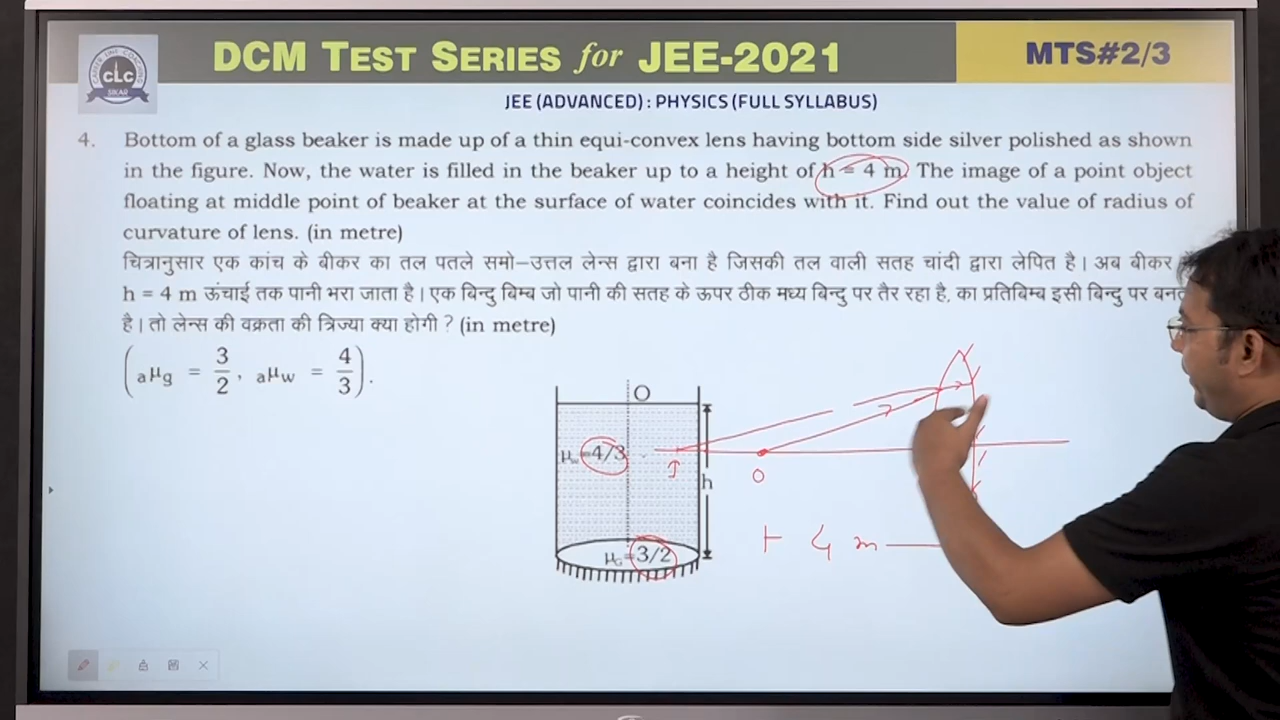 CLC
SIKAR
DCM TEST SERIES for JEE-2021
MTS#2/3
JEE (ADVANCED) : PHYSICS (FULL SYLLABUS)
4. Bottom of a glass beaker is made up of a thin equi-convex lens having bottom side silver polished as shown
in the figure. Now, the water is filled in the beaker up to a height of h = 4 m. The image of a point object
floating at middle point of beaker at the surface of water coincides with it. Find out the value of radius of
curvature of lens. (in metre)
चित्रानुसार एक कांच के बीकर का तल पतले समो–उत्तल लेन्स द्वारा बना है जिसकी तल वाली सतह चांदी द्वारा लेपित है। अब बीकर
h = 4 m ऊंचाई तक पानी भरा जाता है। एक बिन्दु बिम्ब जो पानी की सतह के ऊपर ठीक मध्य बिन्दु पर तैर रहा है, का प्रतिबिम्ब इसी बिन्दु पर
है। तो लेन्स की वक्रता की त्रिज्या क्या होगी ? (in metre)
(aμg = 3/2, aμw = 4/3).
O
μw=4/3
h
μG=3/2
I
O
4 m